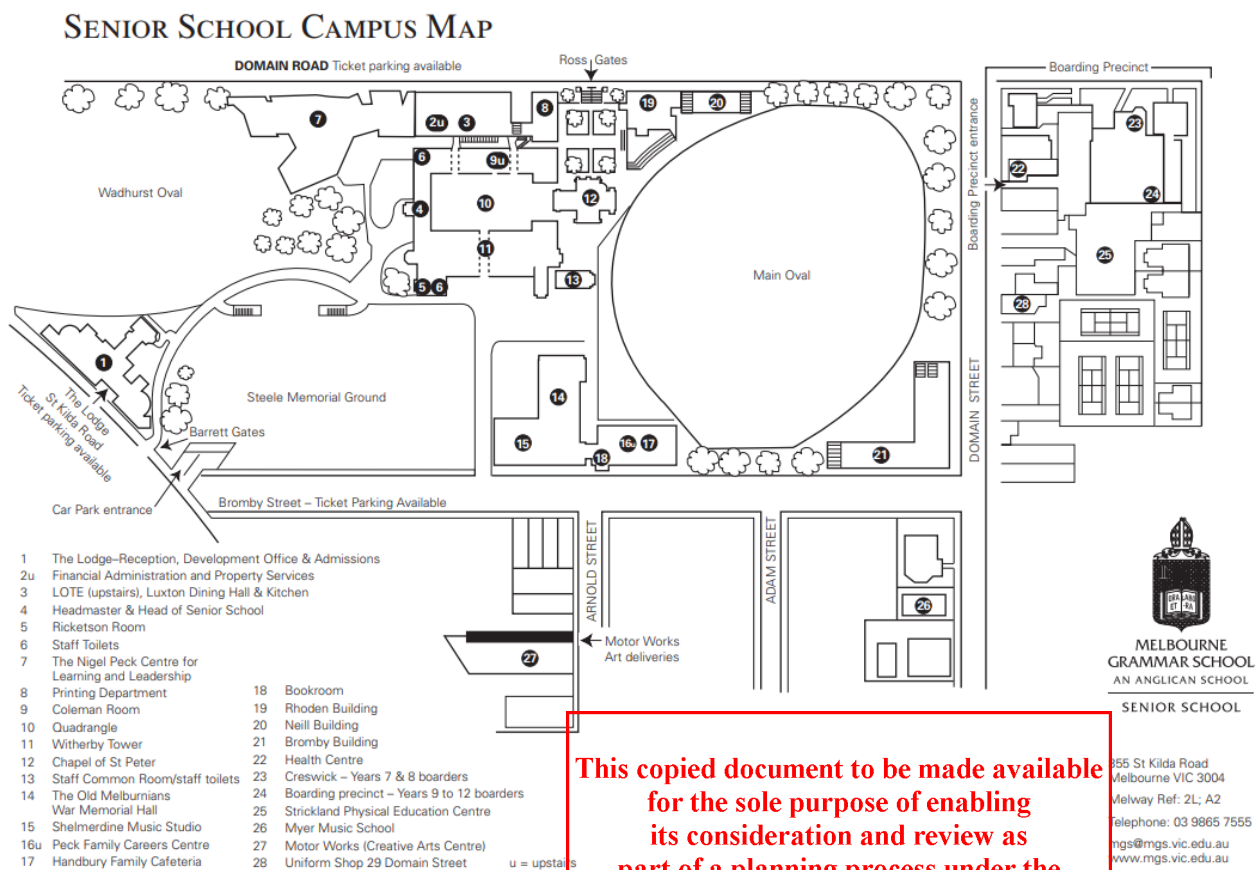 SENIOR SCHOOL CAMPUS MAP
DOMAIN ROAD Ticket parking available
Ross Gates
Boarding Precinct
7
2u
3
8
19
20
23
22
6
9u
Boarding Precinct entrance
Wadhurst Oval
4
10
12
24
11
25
Main Oval
5
6
13
28
1
The Lodge
St Kilda Road
Ticket parking available
Steele Memorial Ground
14
DOMAIN STREET
Barrett Gates
15
16u
17
18
21
Car Park entrance
Bromby Street – Ticket Parking Available
ARNOLD STREET
ADAM STREET
26
Motor Works
Art deliveries
27
1 The Lodge–Reception, Development Office & Admissions
2u Financial Administration and Property Services
3 LOTE (upstairs), Luxton Dining Hall & Kitchen
4 Headmaster & Head of Senior School
5 Ricketson Room
6 Staff Toilets
7 The Nigel Peck Centre for
Learning and Leadership
8 Printing Department
9 Coleman Room
10 Quadrangle
11 Witherby Tower
12 Chapel of St Peter
13 Staff Common Room/staff toilets
14 The Old Melburnians
War Memorial Hall
15 Shelmerdine Music Studio
16u Peck Family Careers Centre
17 Handbury Family Cafeteria
18 Bookroom
19 Rhoden Building
20 Neill Building
21 Bromby Building
22 Health Centre
23 Creswick – Years 7 & 8 boarders
24 Boarding precinct – Years 9 to 12 boarders
25 Strickland Physical Education Centre
26 Myer Music School
27 Motor Works (Creative Arts Centre)
28 Uniform Shop 29 Domain Street
u = upstairs
ORA LABO
ET RA
MELBOURNE
GRAMMAR SCHOOL
AN ANGLICAN SCHOOL
SENIOR SCHOOL
355 St Kilda Road
Melbourne VIC 3004
Melway Ref: 2L; A2
Telephone: 03 9865 7555
mgs@mgs.vic.edu.au
www.mgs.vic.edu.au
This copied document to be made available
for the sole purpose of enabling
its consideration and review as
part of a planning process under the